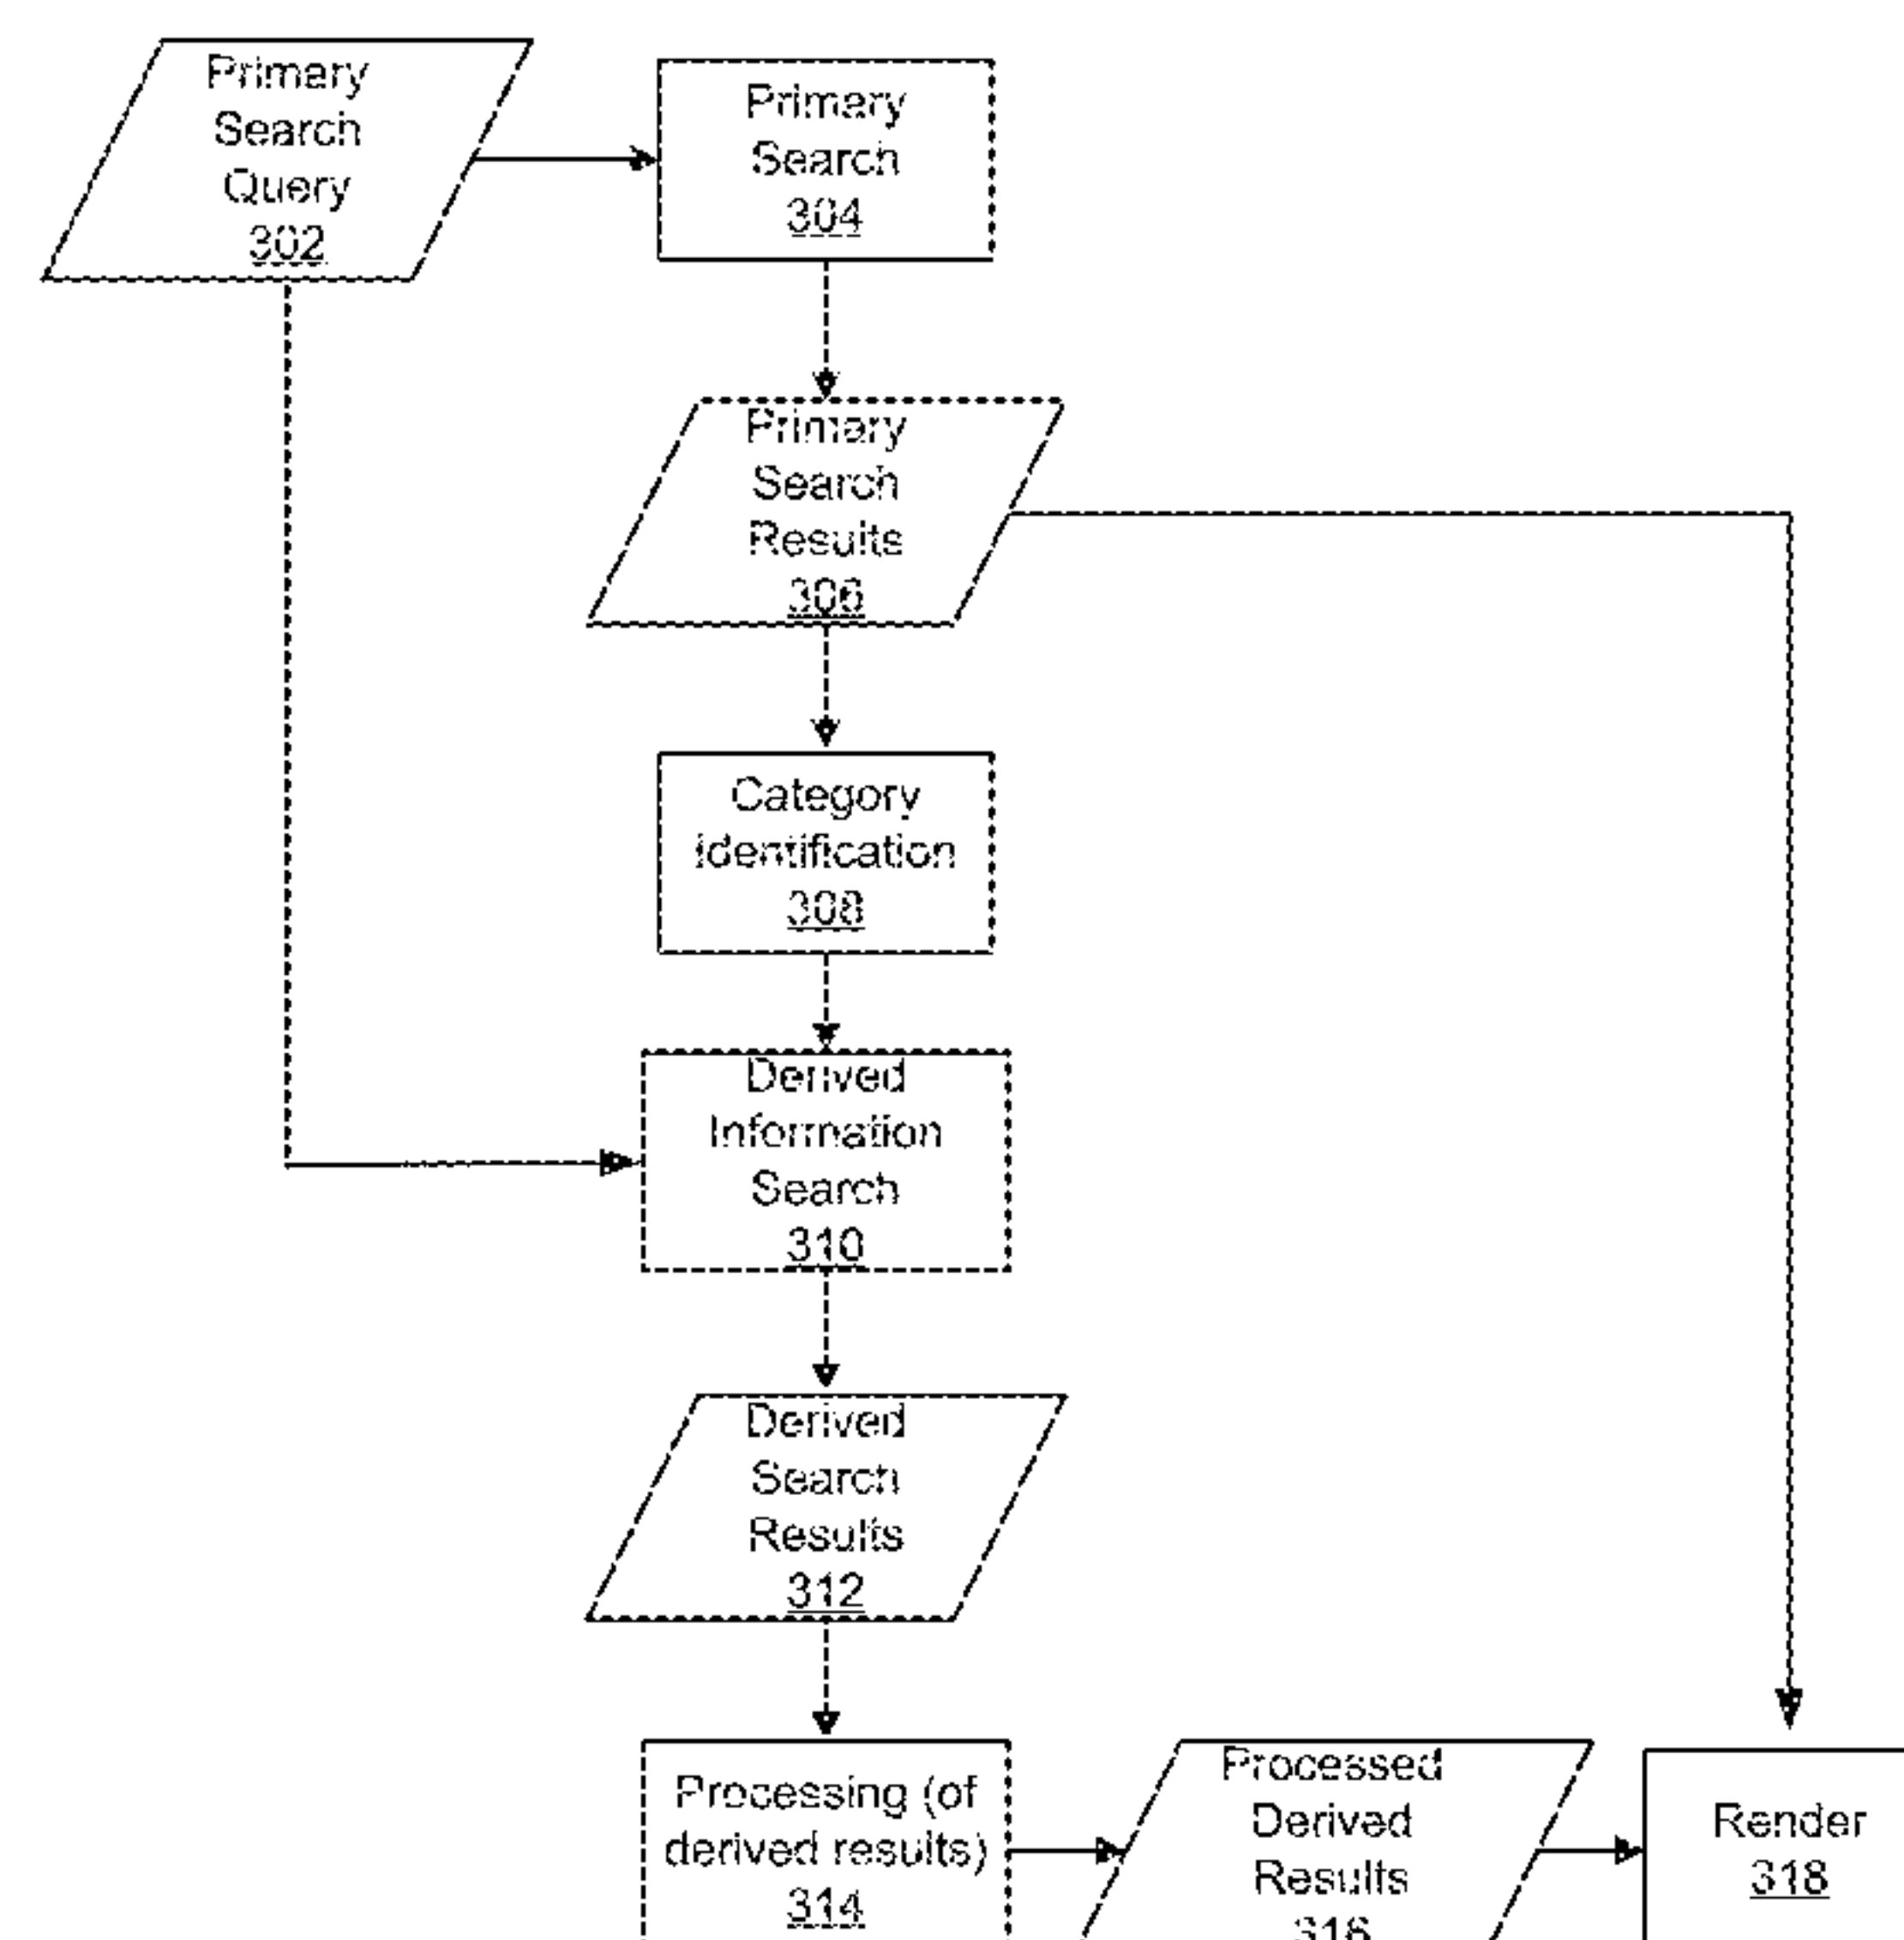 Primary
Search
Query
302
Primary
Search
304
Primary
Search
Results
306
Category
Identification
308
Derived
Information
Search
310
Derived
Search
Results
312
Processing (of
derived results)
314
Processed
Derived
Results
316
Render
318